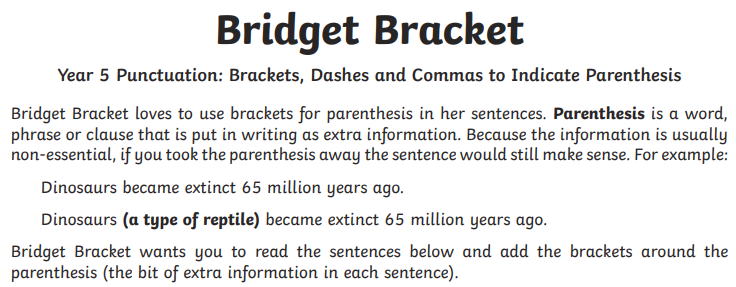 Bridget Bracket
Year 5 Punctuation: Brackets, Dashes and Commas to Indicate Parenthesis
Bridget Bracket loves to use brackets for parenthesis in her sentences. Parenthesis is a word,
phrase or clause that is put in writing as extra information. Because the information is usually
non-essential, if you took the parenthesis away the sentence would still make sense. For example:
Dinosaurs became extinct 65 million years ago.
Dinosaurs (a type of reptile) became extinct 65 million years ago.
Bridget Bracket wants you to read the sentences below and add the brackets around the
parenthesis (the bit of extra information in each sentence).